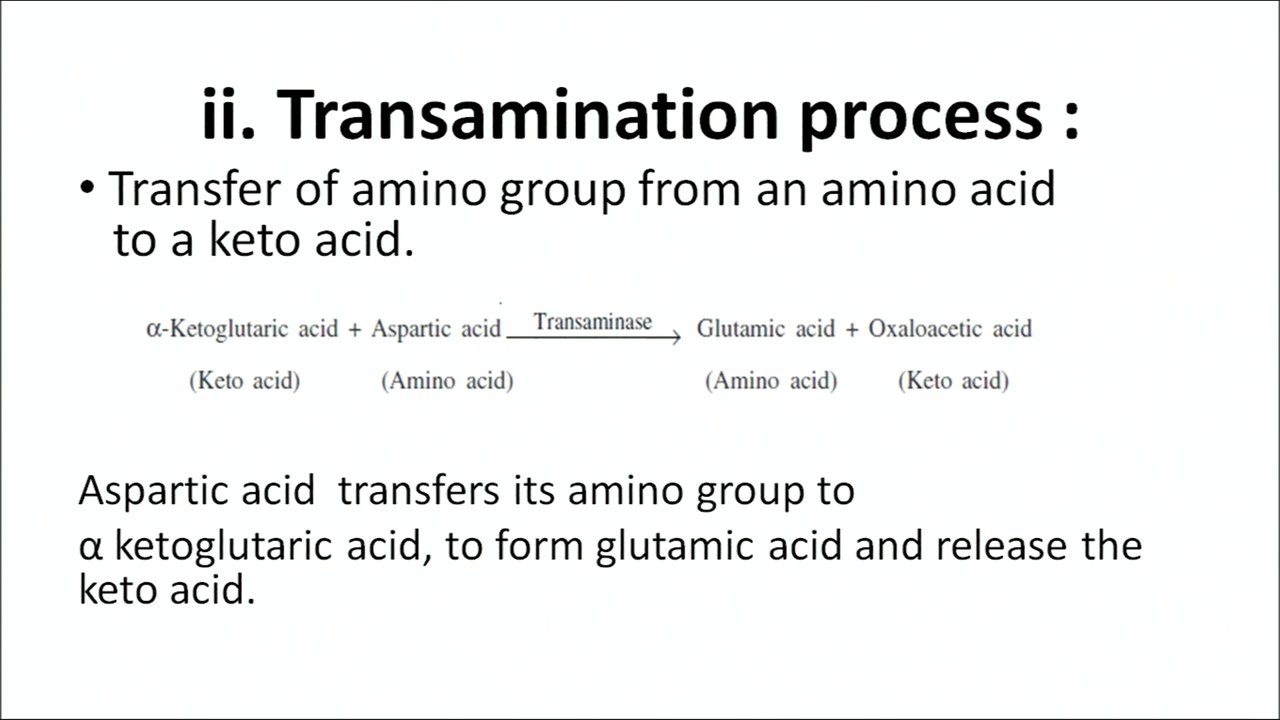 ii. Transamination process :
• Transfer of amino group from an amino acid
to a keto acid.
α-Ketoglutaric acid + Aspartic acid Transaminase → Glutamic acid + Oxaloacetic acid
(Keto acid) (Amino acid) (Amino acid) (Keto acid)
Aspartic acid transfers its amino group to
α ketoglutaric acid, to form glutamic acid and release the
keto acid.